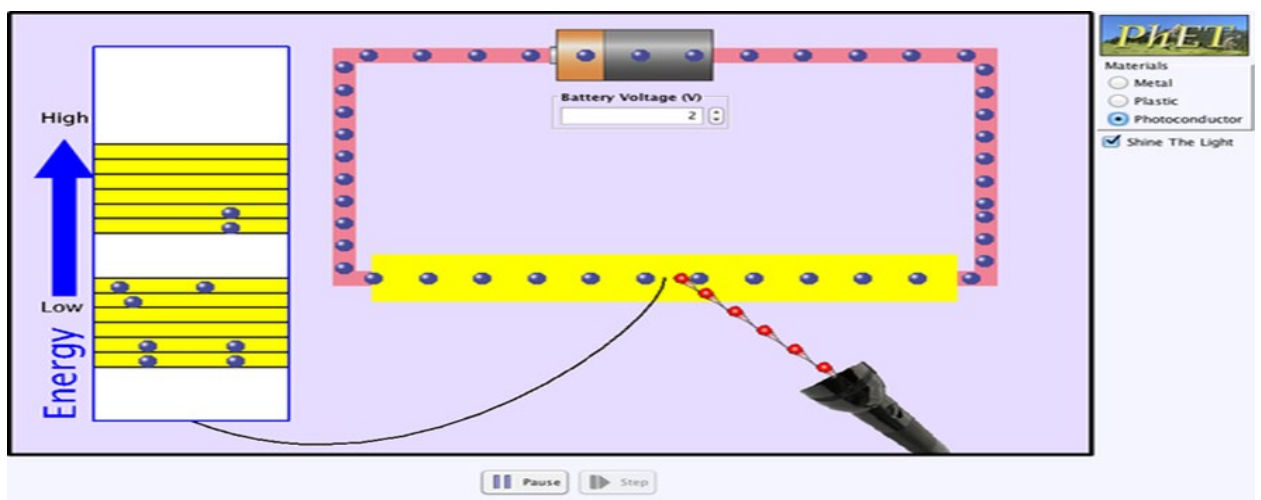 PhET
Materials
Metal
Plastic
Photoconductor
Shine The Light
Battery Voltage (V)
2
High
Low
Energy
Pause
Step